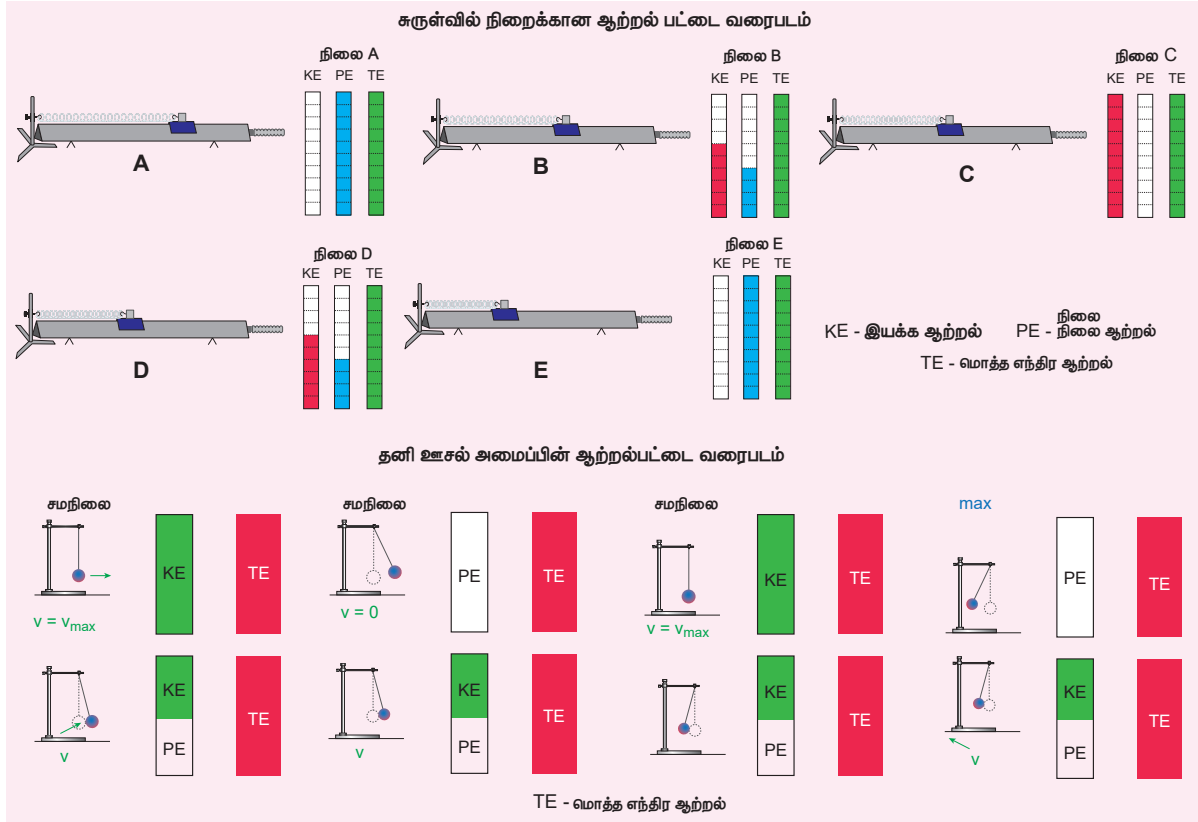 சுருள்வில் நிறைக்கான ஆற்றல் பட்டை வரைபடம்
நிலை A
KE PE TE
A
நிலை B
KE PE TE
B
நிலை C
KE PE TE
C
நிலை D
KE PE TE
D
நிலை E
KE PE TE
E
KE - இயக்க ஆற்றல்
நிலை
PE - நிலை ஆற்றல்
TE - மொத்த எந்திர ஆற்றல்
தனி ஊசல் அமைப்பின் ஆற்றல்பட்டை வரைபடம்
சமநிலை
KE TE
v = vmax
சமநிலை
PE TE
v = 0
சமநிலை
KE TE
v = vmax
max
PE TE
KE
TE
PE
v
KE
TE
PE
v
KE
TE
PE
KE
TE
PE
v
TE - மொத்த எந்திர ஆற்றல்